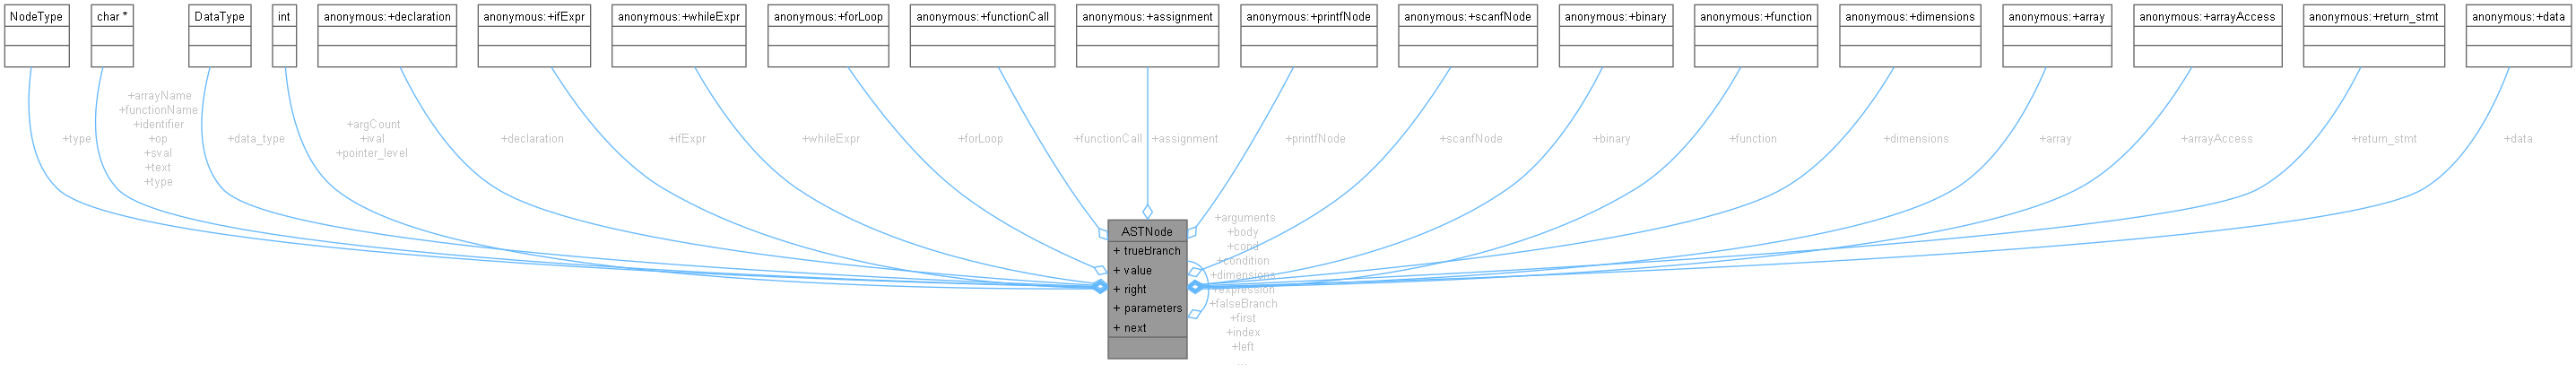 NodeType
char *
DataType
int
anonymous:+declaration
anonymous:+ifExpr
anonymous:+whileExpr
anonymous:+forLoop
anonymous:+functionCall
anonymous:+assignment
anonymous:+printfNode
anonymous:+scanfNode
anonymous:+binary
anonymous:+function
anonymous:+dimensions
anonymous:+array
anonymous:+arrayAccess
anonymous:+return_stmt
anonymous:+data
+type
+arrayName
+functionName
+identifier
+op
+sval
+text
+type
+data_type
+argCount
+ival
+pointer_level
+declaration
+ifExpr
+whileExpr
+forLoop
+functionCall
+assignment
+printfNode
+scanfNode
+binary
+function
+dimensions
+array
+arrayAccess
+return_stmt
+data
ASTNode
+ trueBranch
+ value
+ right
+ parameters
+ next
+arguments
+body
+cond
+condition
+dimensions
+expression
+falseBranch
+first
+index
+left
...